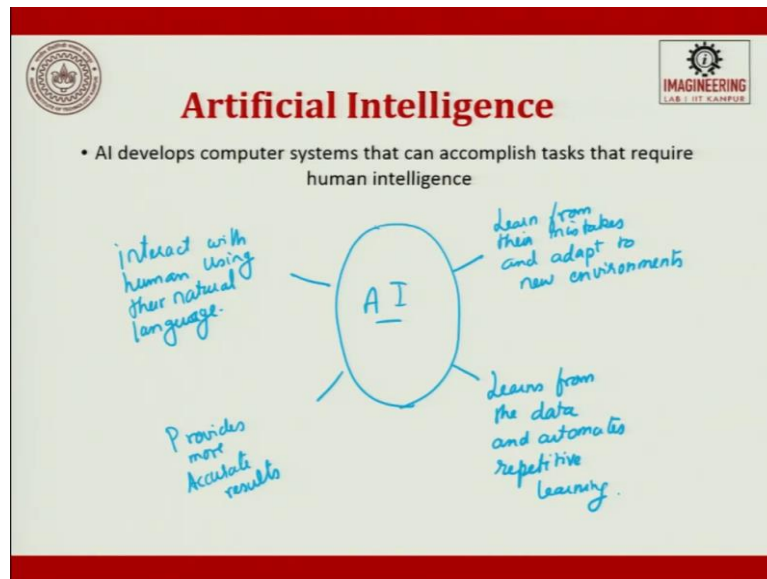 IMAGINEERING
LAB | IIT KANPUR
Artificial Intelligence
• AI develops computer systems that can accomplish tasks that require
human intelligence
interact with
human using
their natural
language.
Learn from
their mistakes
and adapt to
new environments
AI
Provides
more
Accurate
results
Learns from
the data
and automates
repetitive
learning.